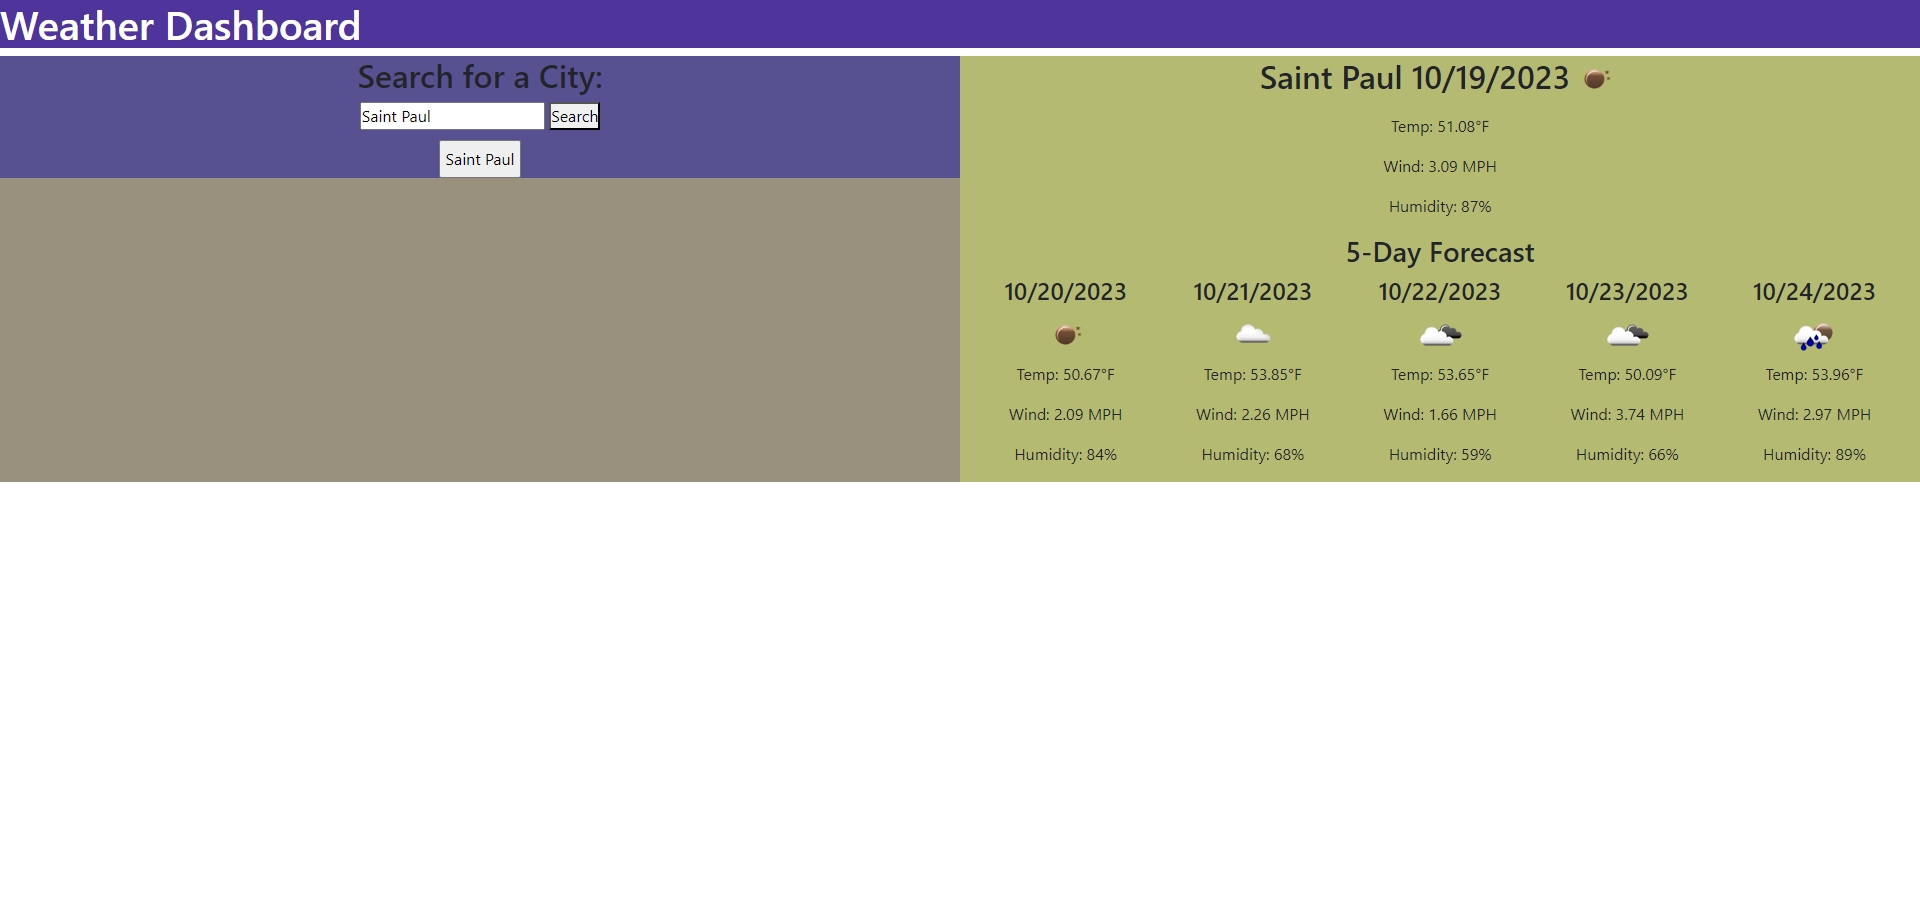 Weather Dashboard
Search for a City:
Saint Paul Search
Saint Paul
Saint Paul 10/19/2023
Temp: 51.08°F
Wind: 3.09 MPH
Humidity: 87%
5-Day Forecast
10/20/2023 10/21/2023 10/22/2023 10/23/2023 10/24/2023
Temp: 50.67°F Temp: 53.85°F Temp: 53.65°F Temp: 50.09°F Temp: 53.96°F
Wind: 2.09 MPH Wind: 2.26 MPH Wind: 1.66 MPH Wind: 3.74 MPH Wind: 2.97 MPH
Humidity: 84% Humidity: 68% Humidity: 59% Humidity: 66% Humidity: 89%